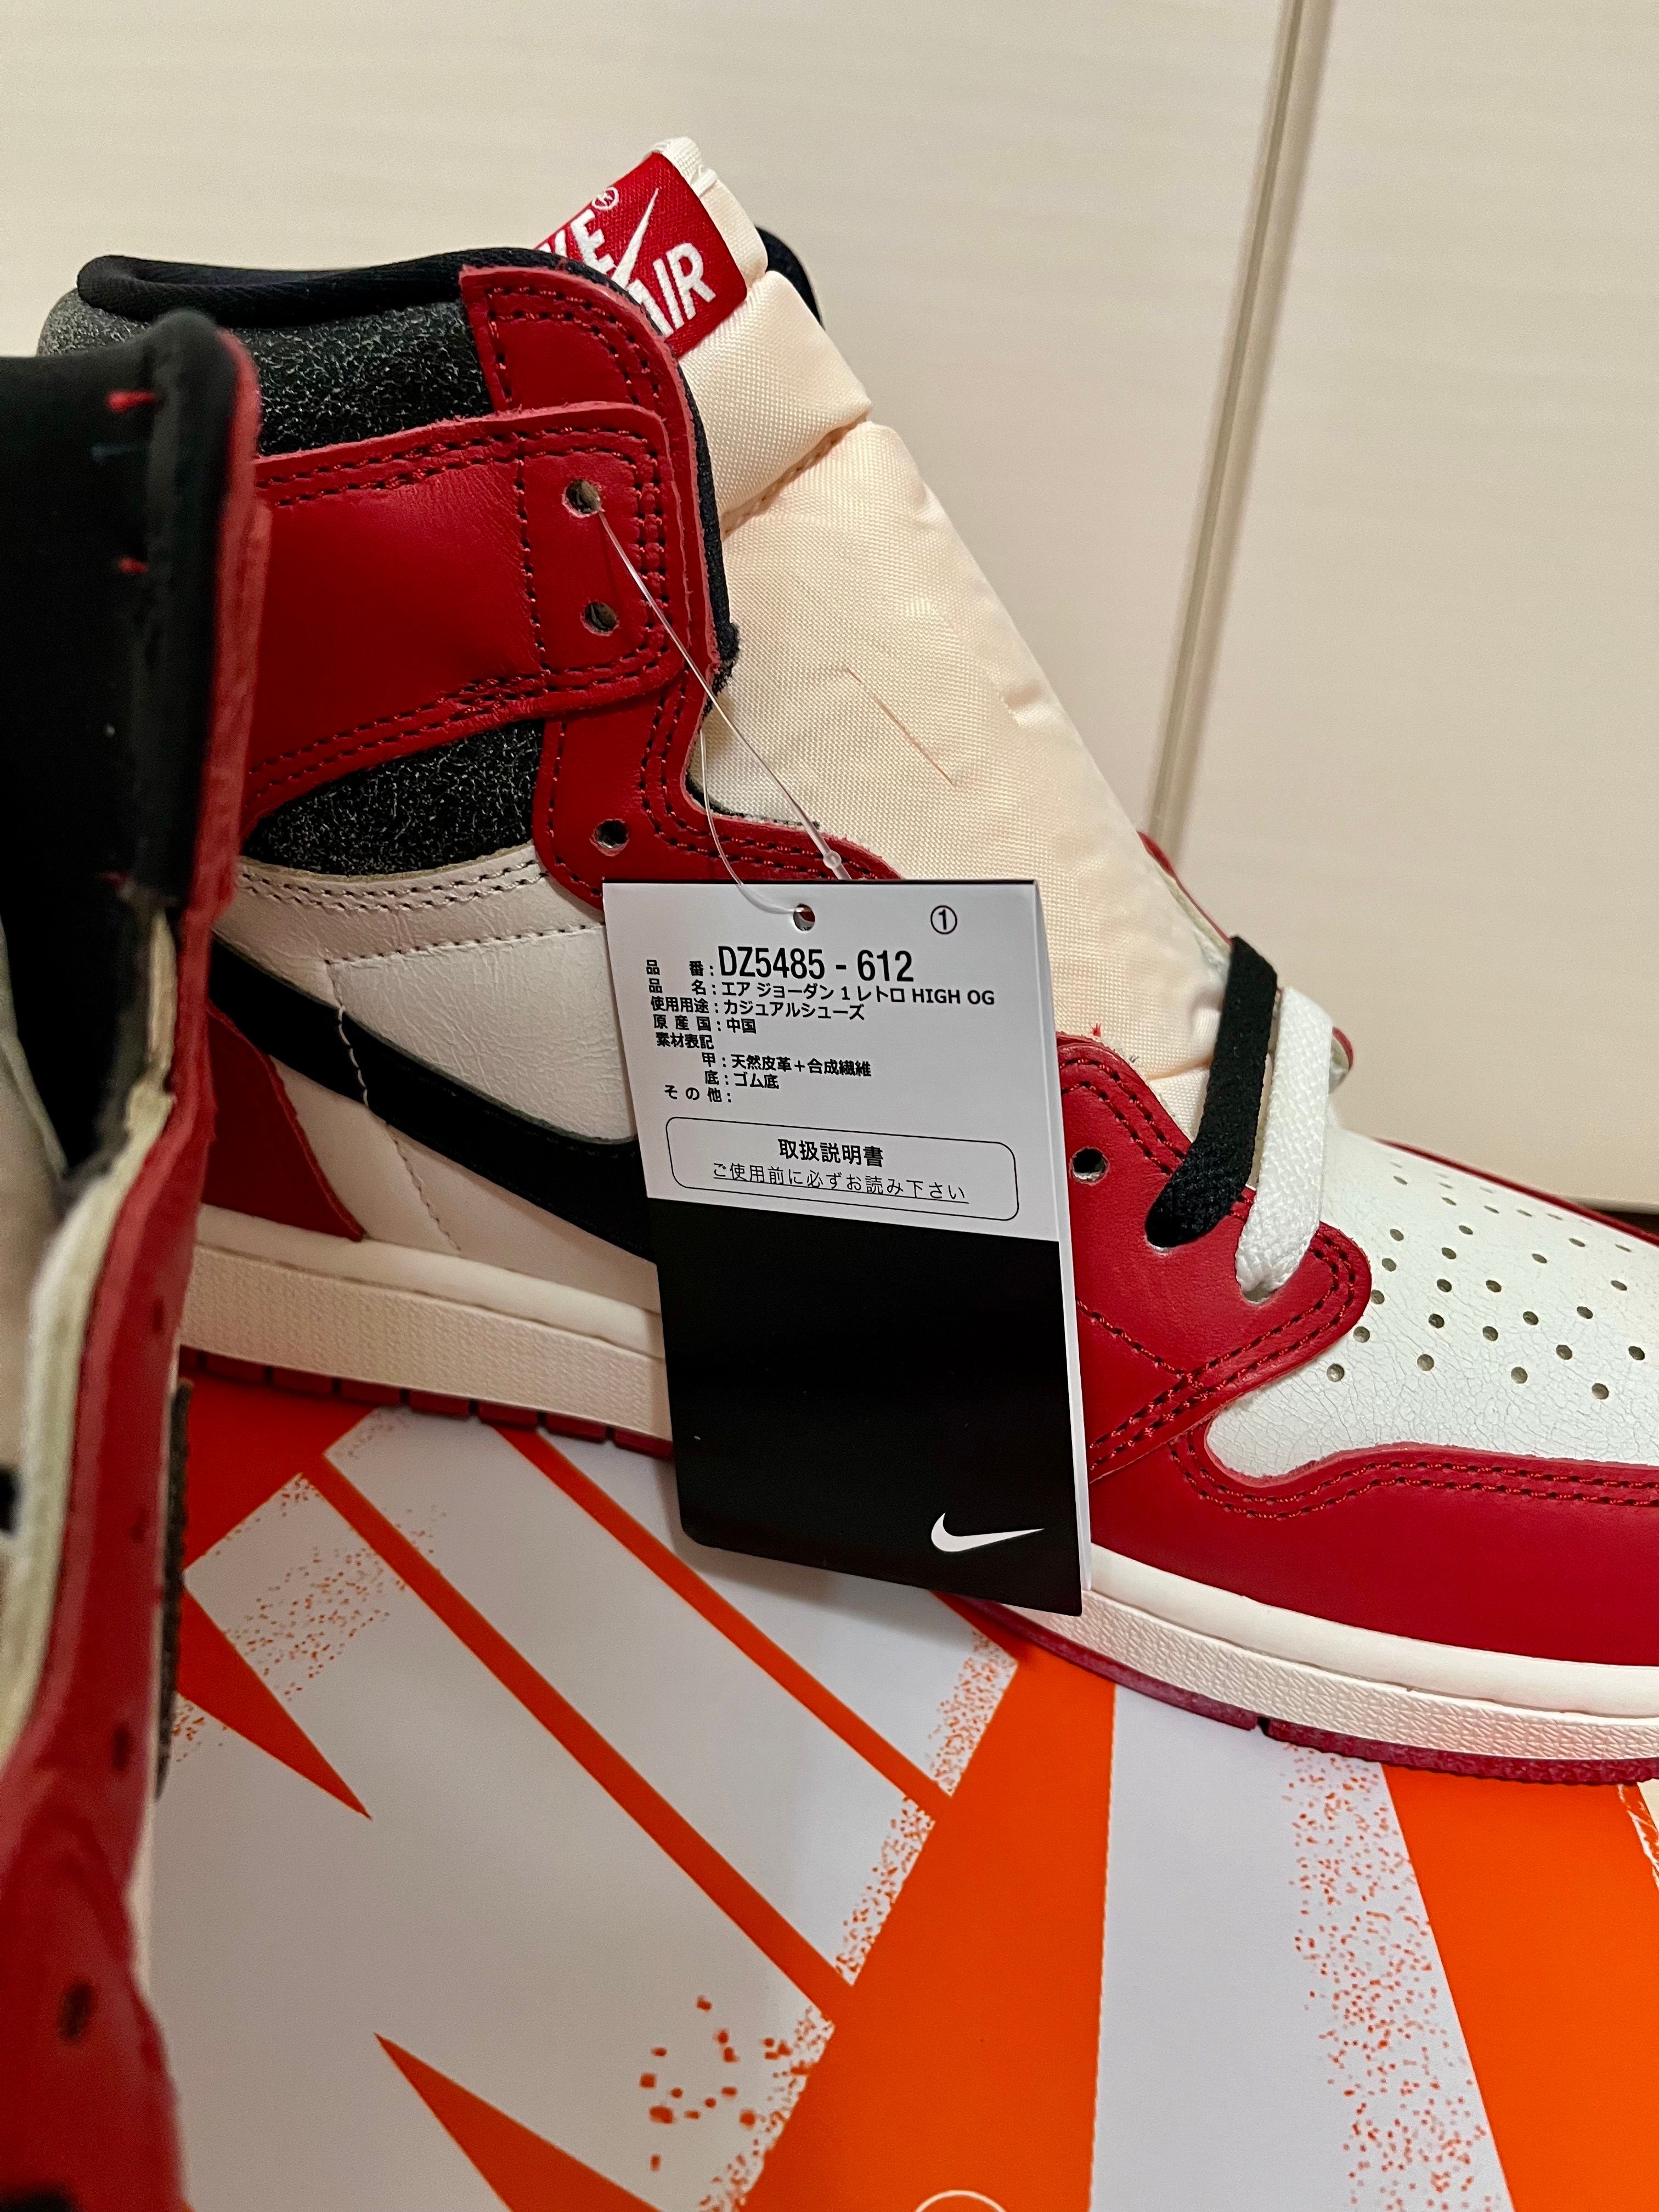 KE®
AIR
①
品 番：DZ5485 - 612
品 名：エア ジョーダン 1 レトロ HIGH OG
使用用途：カジュアルシューズ
原 産 国：中国
素材表記
甲：天然皮革＋合成繊維
底：ゴム底
そ の 他：
取扱説明書
ご使用前に必ずお読み下さい